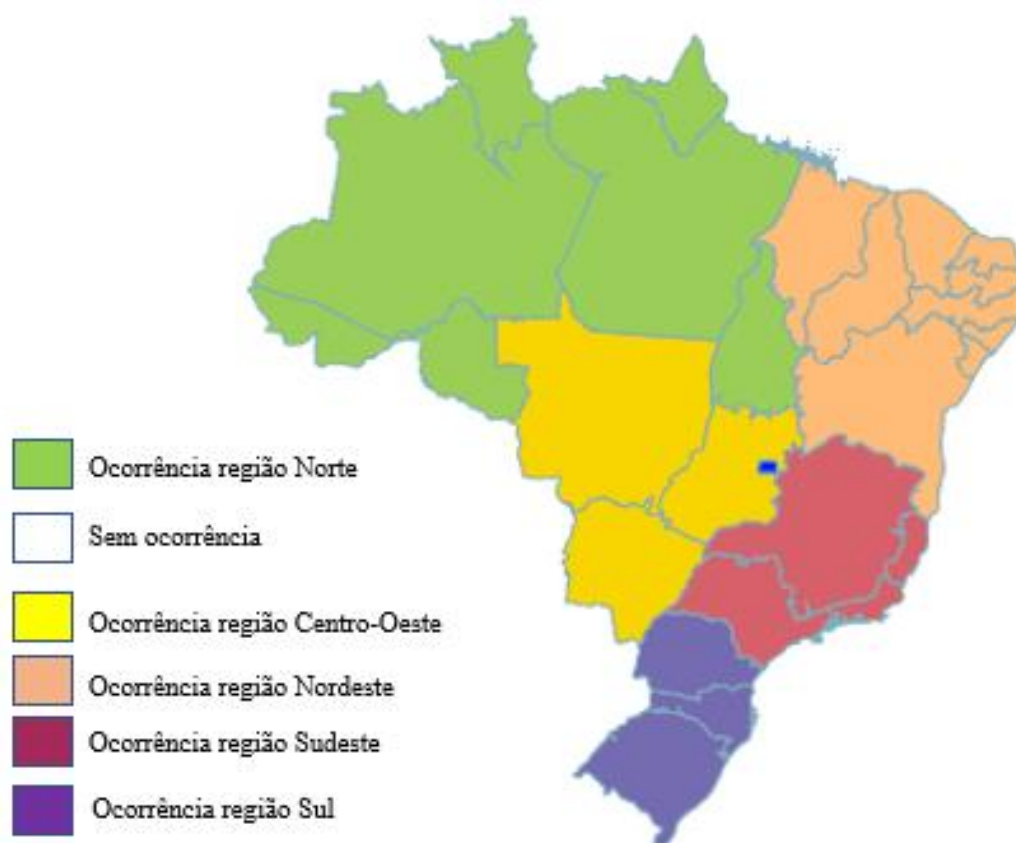 Ocorrência região Norte
Sem ocorrência
Ocorrência região Centro-Oeste
Ocorrência região Nordeste
Ocorrência região Sudeste
Ocorrência região Sul